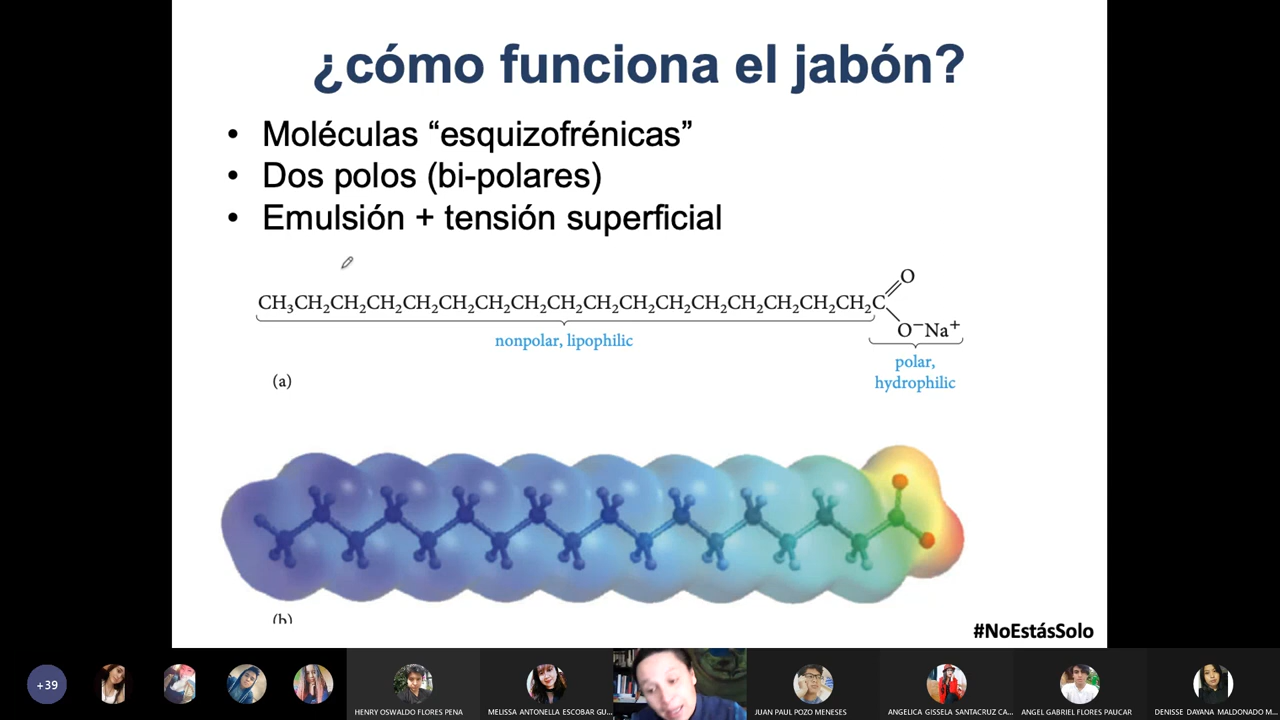 ¿cómo funciona el jabón?
• Moléculas “esquizofrénicas”
• Dos polos (bi-polares)
• Emulsión + tensión superficial
O
CH₃CH₂CH₂CH₂CH₂CH₂CH₂CH₂CH₂CH₂CH₂CH₂CH₂CH₂CH₂CH₂CH₂C
O⁻Na⁺
nonpolar, lipophilic
polar,
hydrophilic
(a)
(b)
#NoEstásSolo
+39
HENRY OSWALDO FLORES PENA
MELISSA ANTONELLA ESCOBAR GU...
JUAN PAUL POZO MENESES
ANGELICA GISSELA SANTACRUZ CA...
ANGEL GABRIEL FLORES PAUCAR
DENISSE DAYANA MALDONADO M...